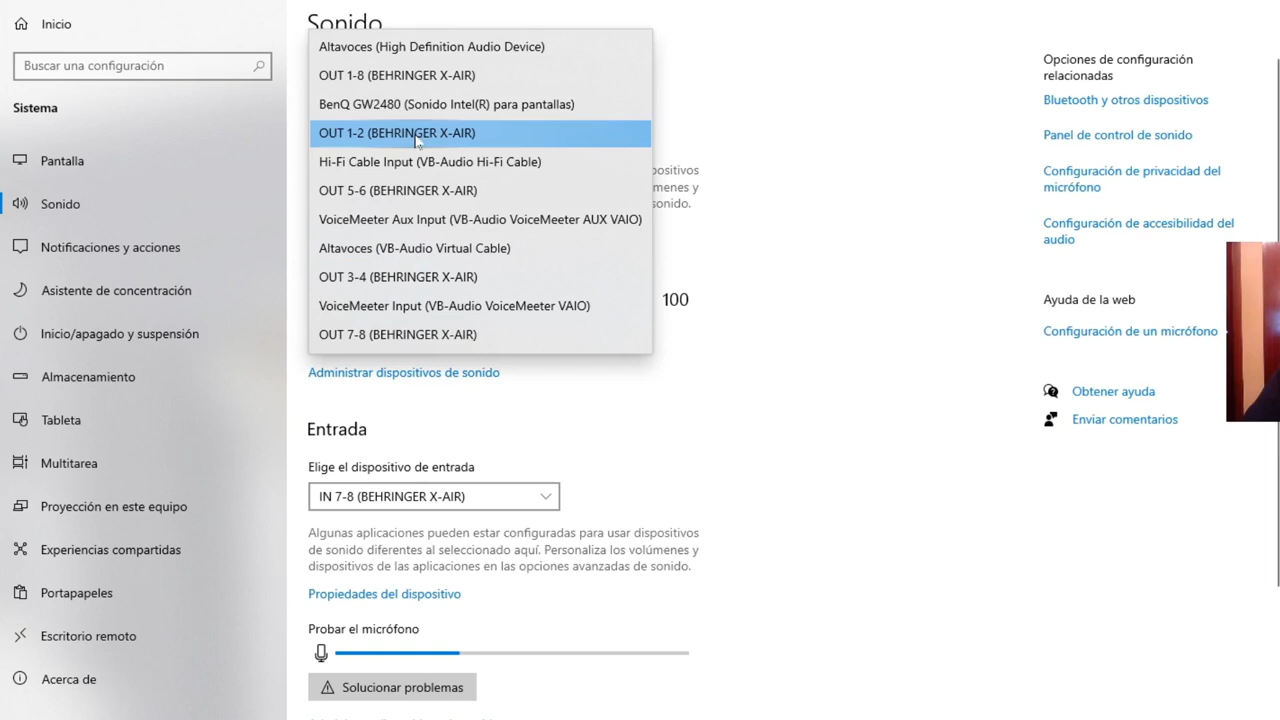 Inicio
Buscar una configuración
Sistema
Pantalla
Sonido
Notificaciones y acciones
Asistente de concentración
Inicio/apagado y suspensión
Almacenamiento
Tableta
Multitarea
Proyección en este equipo
Experiencias compartidas
Portapapeles
Escritorio remoto
Acerca de
Sonido
Altavoces (High Definition Audio Device)
OUT 1-8 (BEHRINGER X-AIR)
BenQ GW2480 (Sonido Intel(R) para pantallas)
OUT 1-2 (BEHRINGER X-AIR)
Hi-Fi Cable Input (VB-Audio Hi-Fi Cable)
OUT 5-6 (BEHRINGER X-AIR)
VoiceMeeter Aux Input (VB-Audio VoiceMeeter AUX VAIO)
Altavoces (VB-Audio Virtual Cable)
OUT 3-4 (BEHRINGER X-AIR)
VoiceMeeter Input (VB-Audio VoiceMeeter VAIO)
OUT 7-8 (BEHRINGER X-AIR)
sonido.
100
Administrar dispositivos de sonido
Entrada
Elige el dispositivo de entrada
IN 7-8 (BEHRINGER X-AIR)
Algunas aplicaciones pueden estar configuradas para usar dispositivos
de sonido diferentes al seleccionado aquí. Personaliza los volúmenes y
dispositivos de las aplicaciones en las opciones avanzadas de sonido.
Propiedades del dispositivo
Probar el micrófono
Solucionar problemas
Opciones de configuración
relacionadas
Bluetooth y otros dispositivos
Panel de control de sonido
Configuración de privacidad del
micrófono
Configuración de accesibilidad del
audio
Ayuda de la web
Configuración de un micrófono
Obtener ayuda
Enviar comentarios